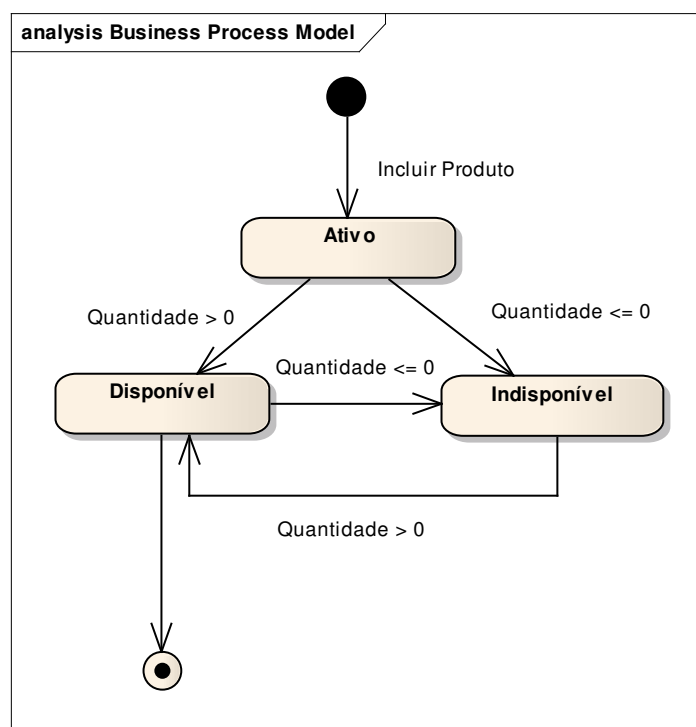 analysis Business Process Model
Incluir Produto
Ativo
Quantidade > 0
Quantidade <= 0
Quantidade <= 0
Disponível
Indisponível
Quantidade > 0